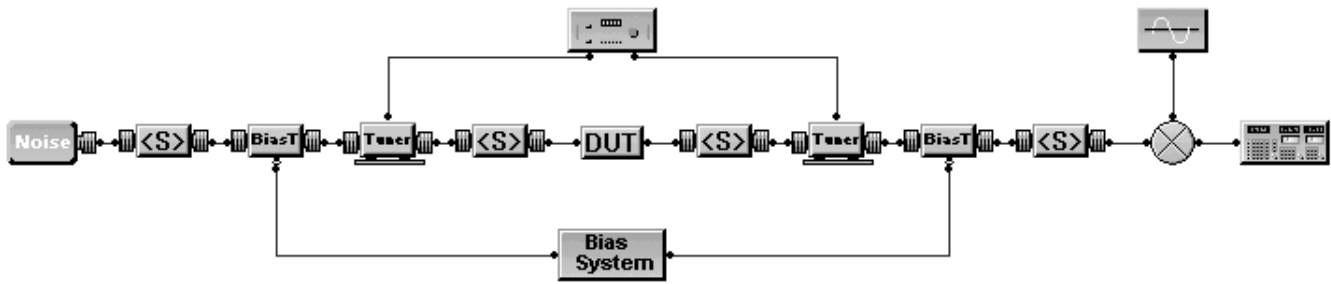 Noise
<S>
BiasT
Tuner
<S>
DUT
<S>
Tuner
BiasT
<S>
Bias
System